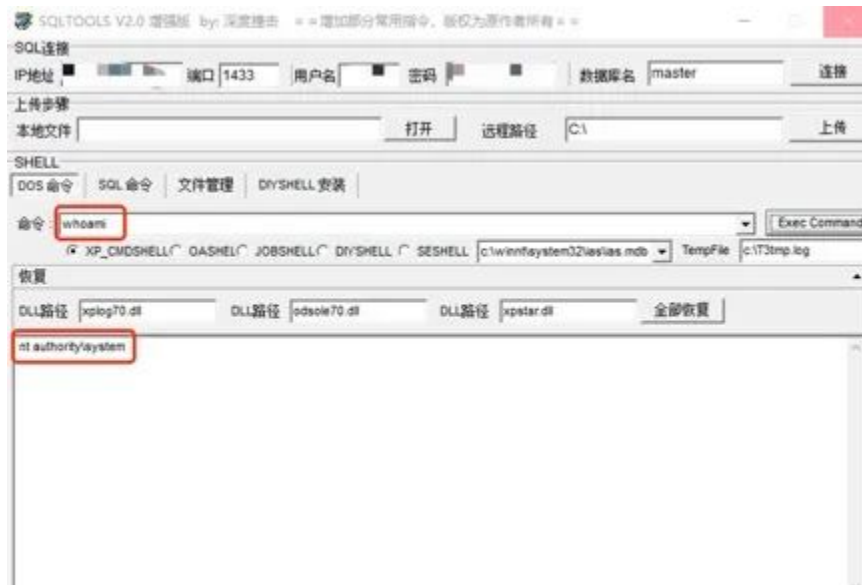 SQLTOOLS V2.0 增强版 by: 深度撞击 ==增加部分常用指令。版权为原作者所有==
SQL连接
IP地址 端口 1433 用户名 密码 数据库名 master 连接
上传步骤
本地文件 打开 远程路径 C:\ 上传
SHELL
DOS 命令 SQL 命令 文件管理 DIYSHELL 安装
命令: whoami Exec Command
XP_CMDSHELL OASHELL JOBSHELL DIYSHELL SESHELL c:\winnt\system32\ias\ias.mdb TempFile c:\T3tmp.log
恢复
DLL路径 xplog70.dll DLL路径 odsole70.dll DLL路径 xpstar.dll 全部恢复
nt authority\system